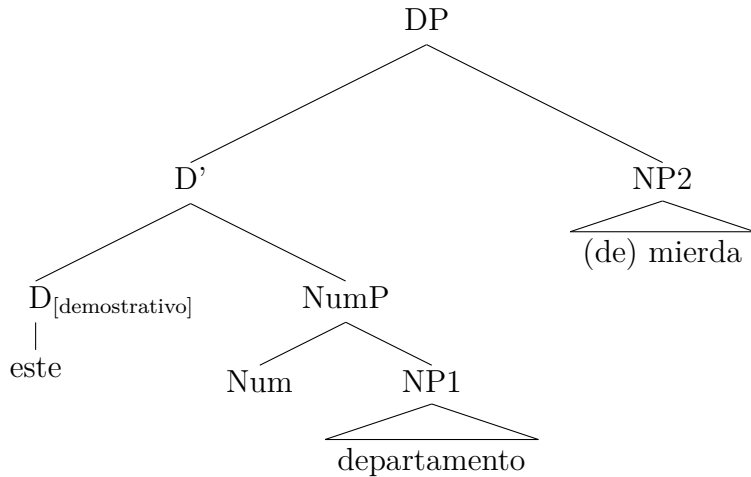 DP
D’ NP2
(de) mierda
D[demostrativo] NumP
este Num NP1
departamento